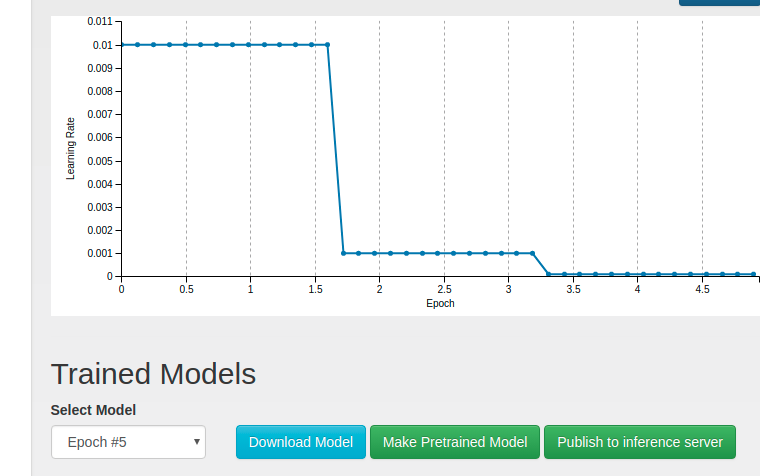 0.011
0.01
0.009
0.008
0.007
0.006
0.005
0.004
0.003
0.002
0.001
0
Learning Rate
0 0.5 1 1.5 2 2.5 3 3.5 4 4.5
Epoch
Trained Models
Select Model
Epoch #5 Download Model Make Pretrained Model Publish to inference server